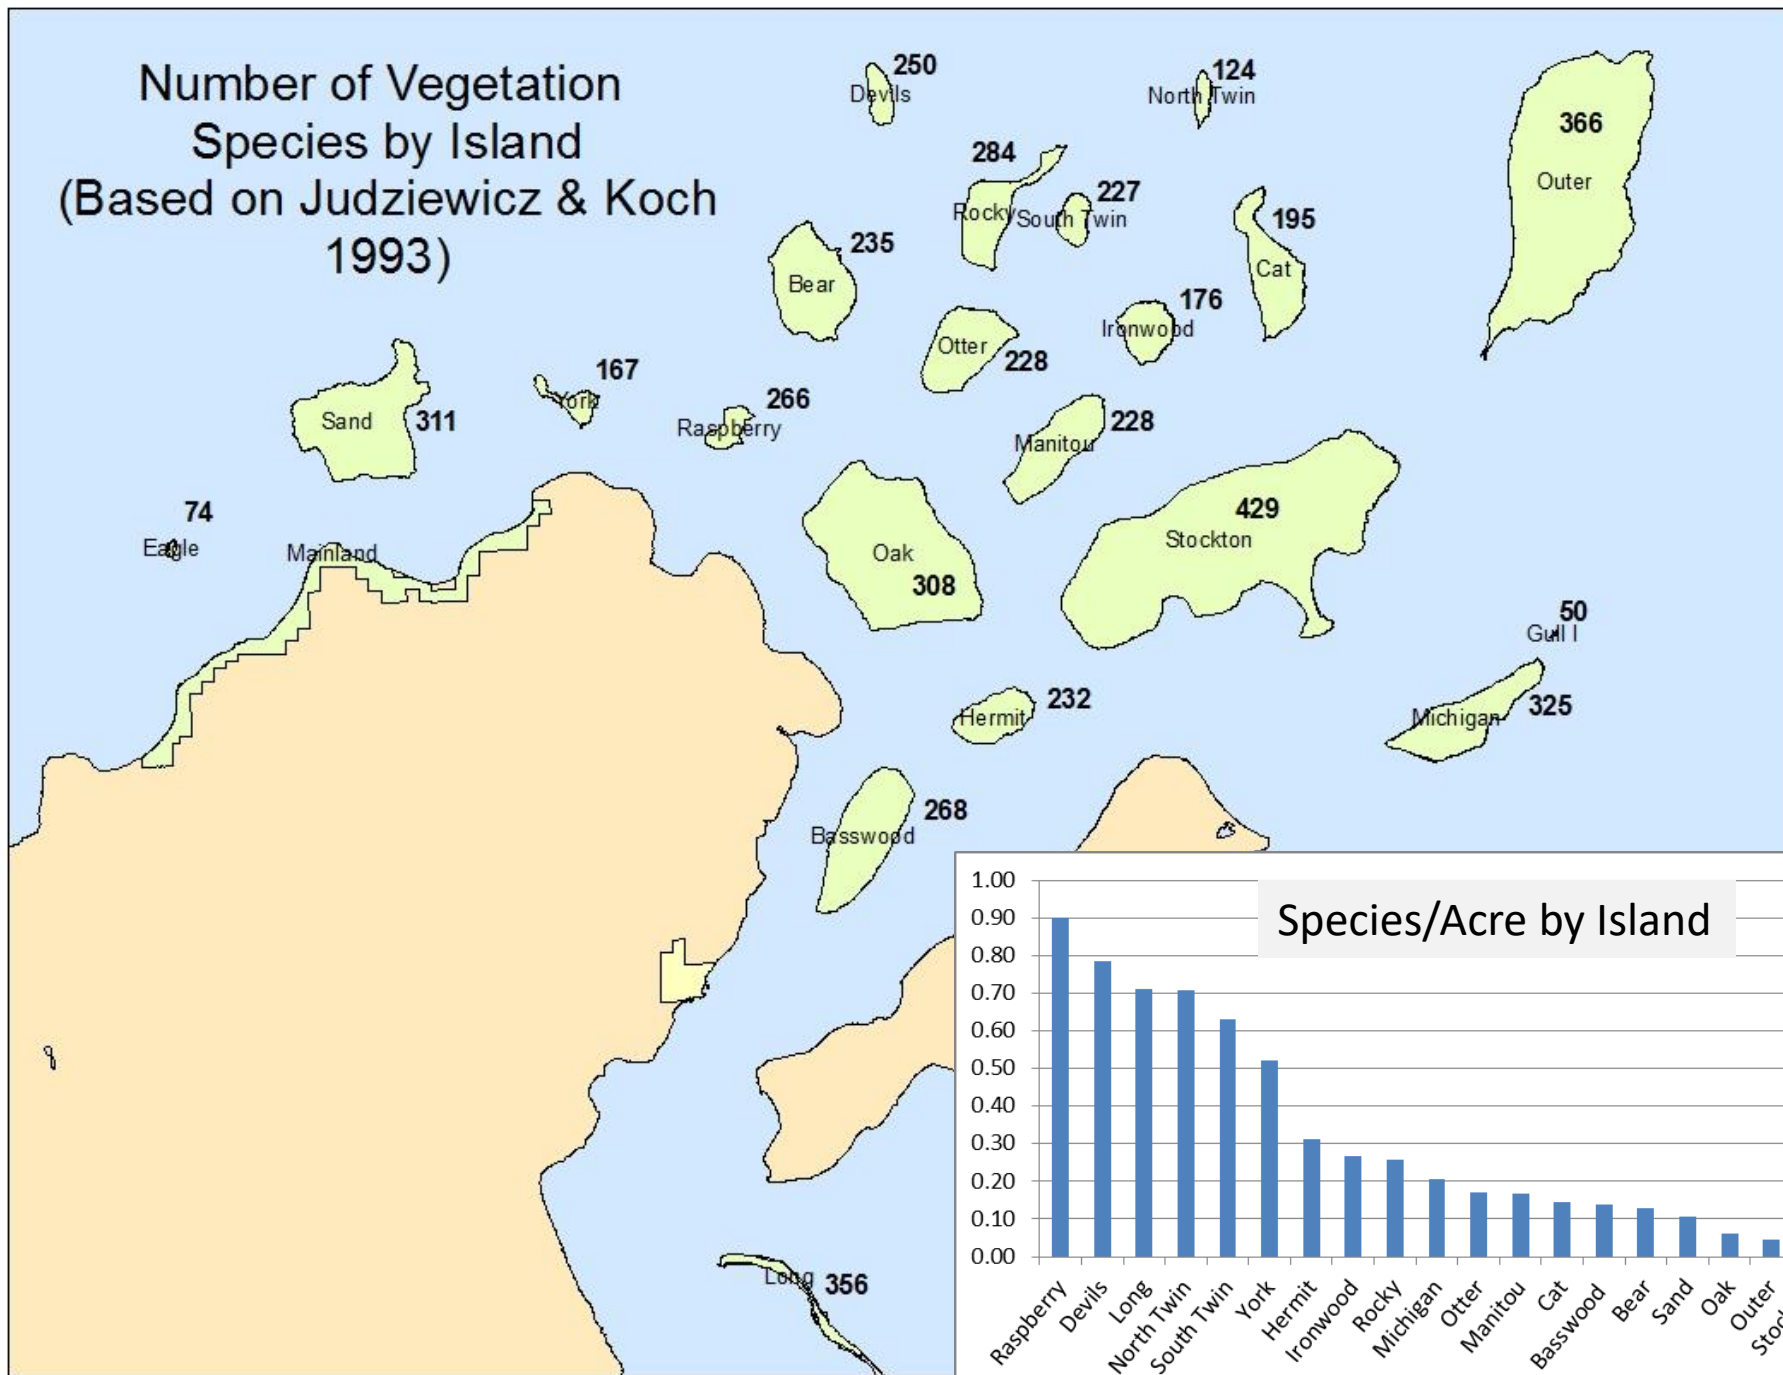 Number of Vegetation
Species by Island
(Based on Judziewicz & Koch
1993)
250
Devils
124
North Twin
366
Outer
284
Rocky
227
South Twin
195
Cat
235
Bear
176
Ironwood
Otter
228
167
York
266
Raspberry
Sand
311
228
Manitou
429
Stockton
74
Eagle
Mainland
Oak
308
50
Gull I
232
Hermit
Michigan
325
268
Basswood
Long
356
Species/Acre by Island
1.00
0.90
0.80
0.70
0.60
0.50
0.40
0.30
0.20
0.10
0.00
Raspberry
Devils
Long
North Twin
South Twin
York
Hermit
Ironwood
Rocky
Michigan
Otter
Manitou
Cat
Basswood
Bear
Sand
Oak
Outer